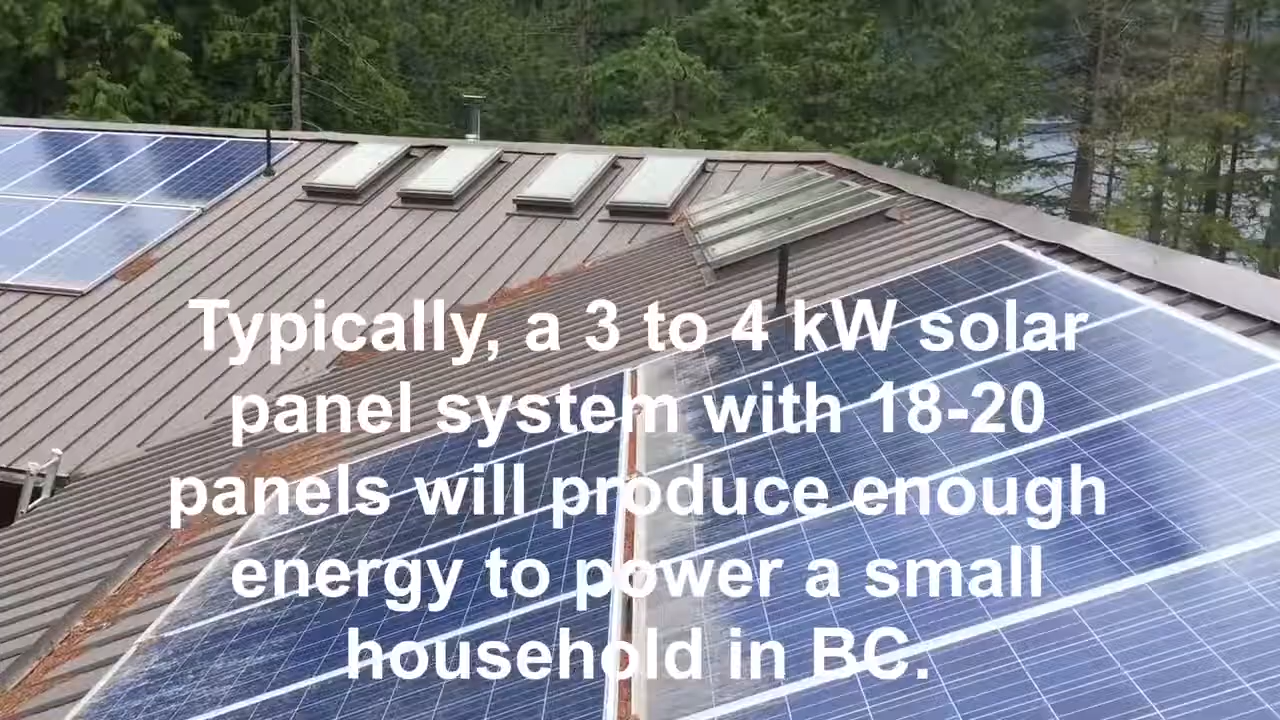 Typically, a 3 to 4 kW solar
panel system with 18-20
panels will produce enough
energy to power a small
household in BC.